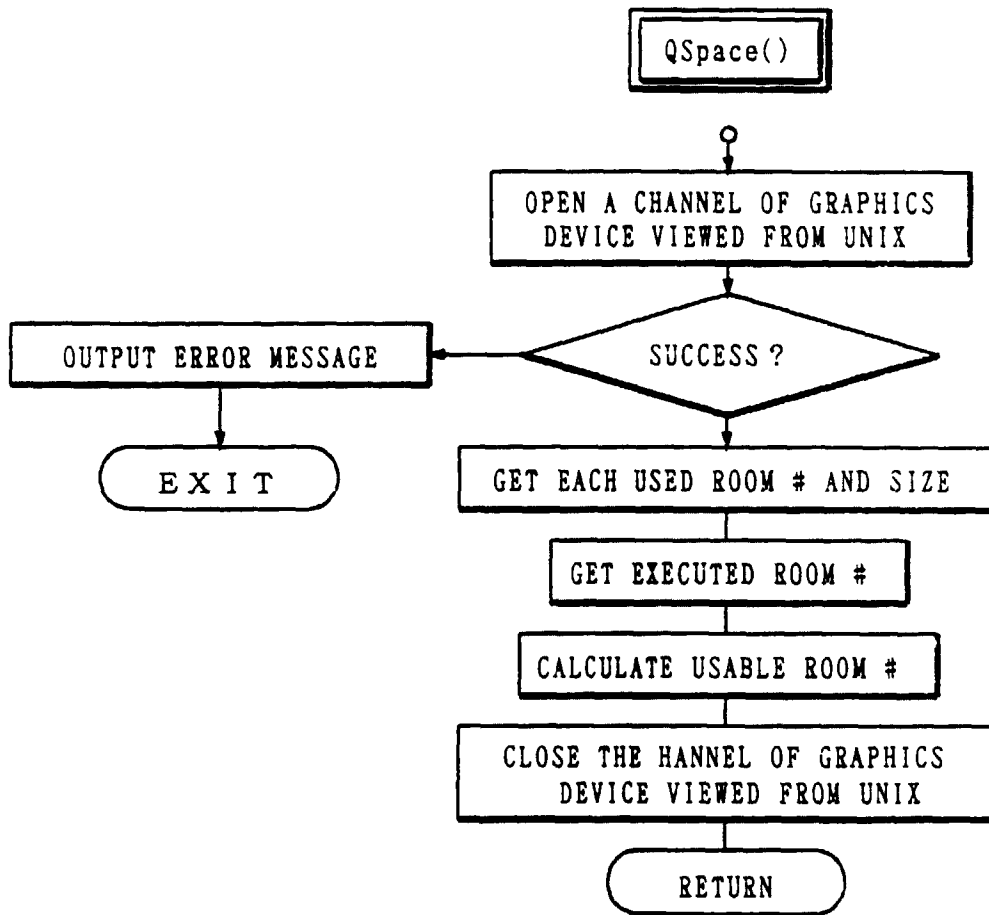 QSpace()
OPEN A CHANNEL OF GRAPHICS
DEVICE VIEWED FROM UNIX
SUCCESS?
OUTPUT ERROR MESSAGE
EXIT
GET EACH USED ROOM # AND SIZE
GET EXECUTED ROOM #
CALCULATE USABLE ROOM #
CLOSE THE HANNEL OF GRAPHICS
DEVICE VIEWED FROM UNIX
RETURN